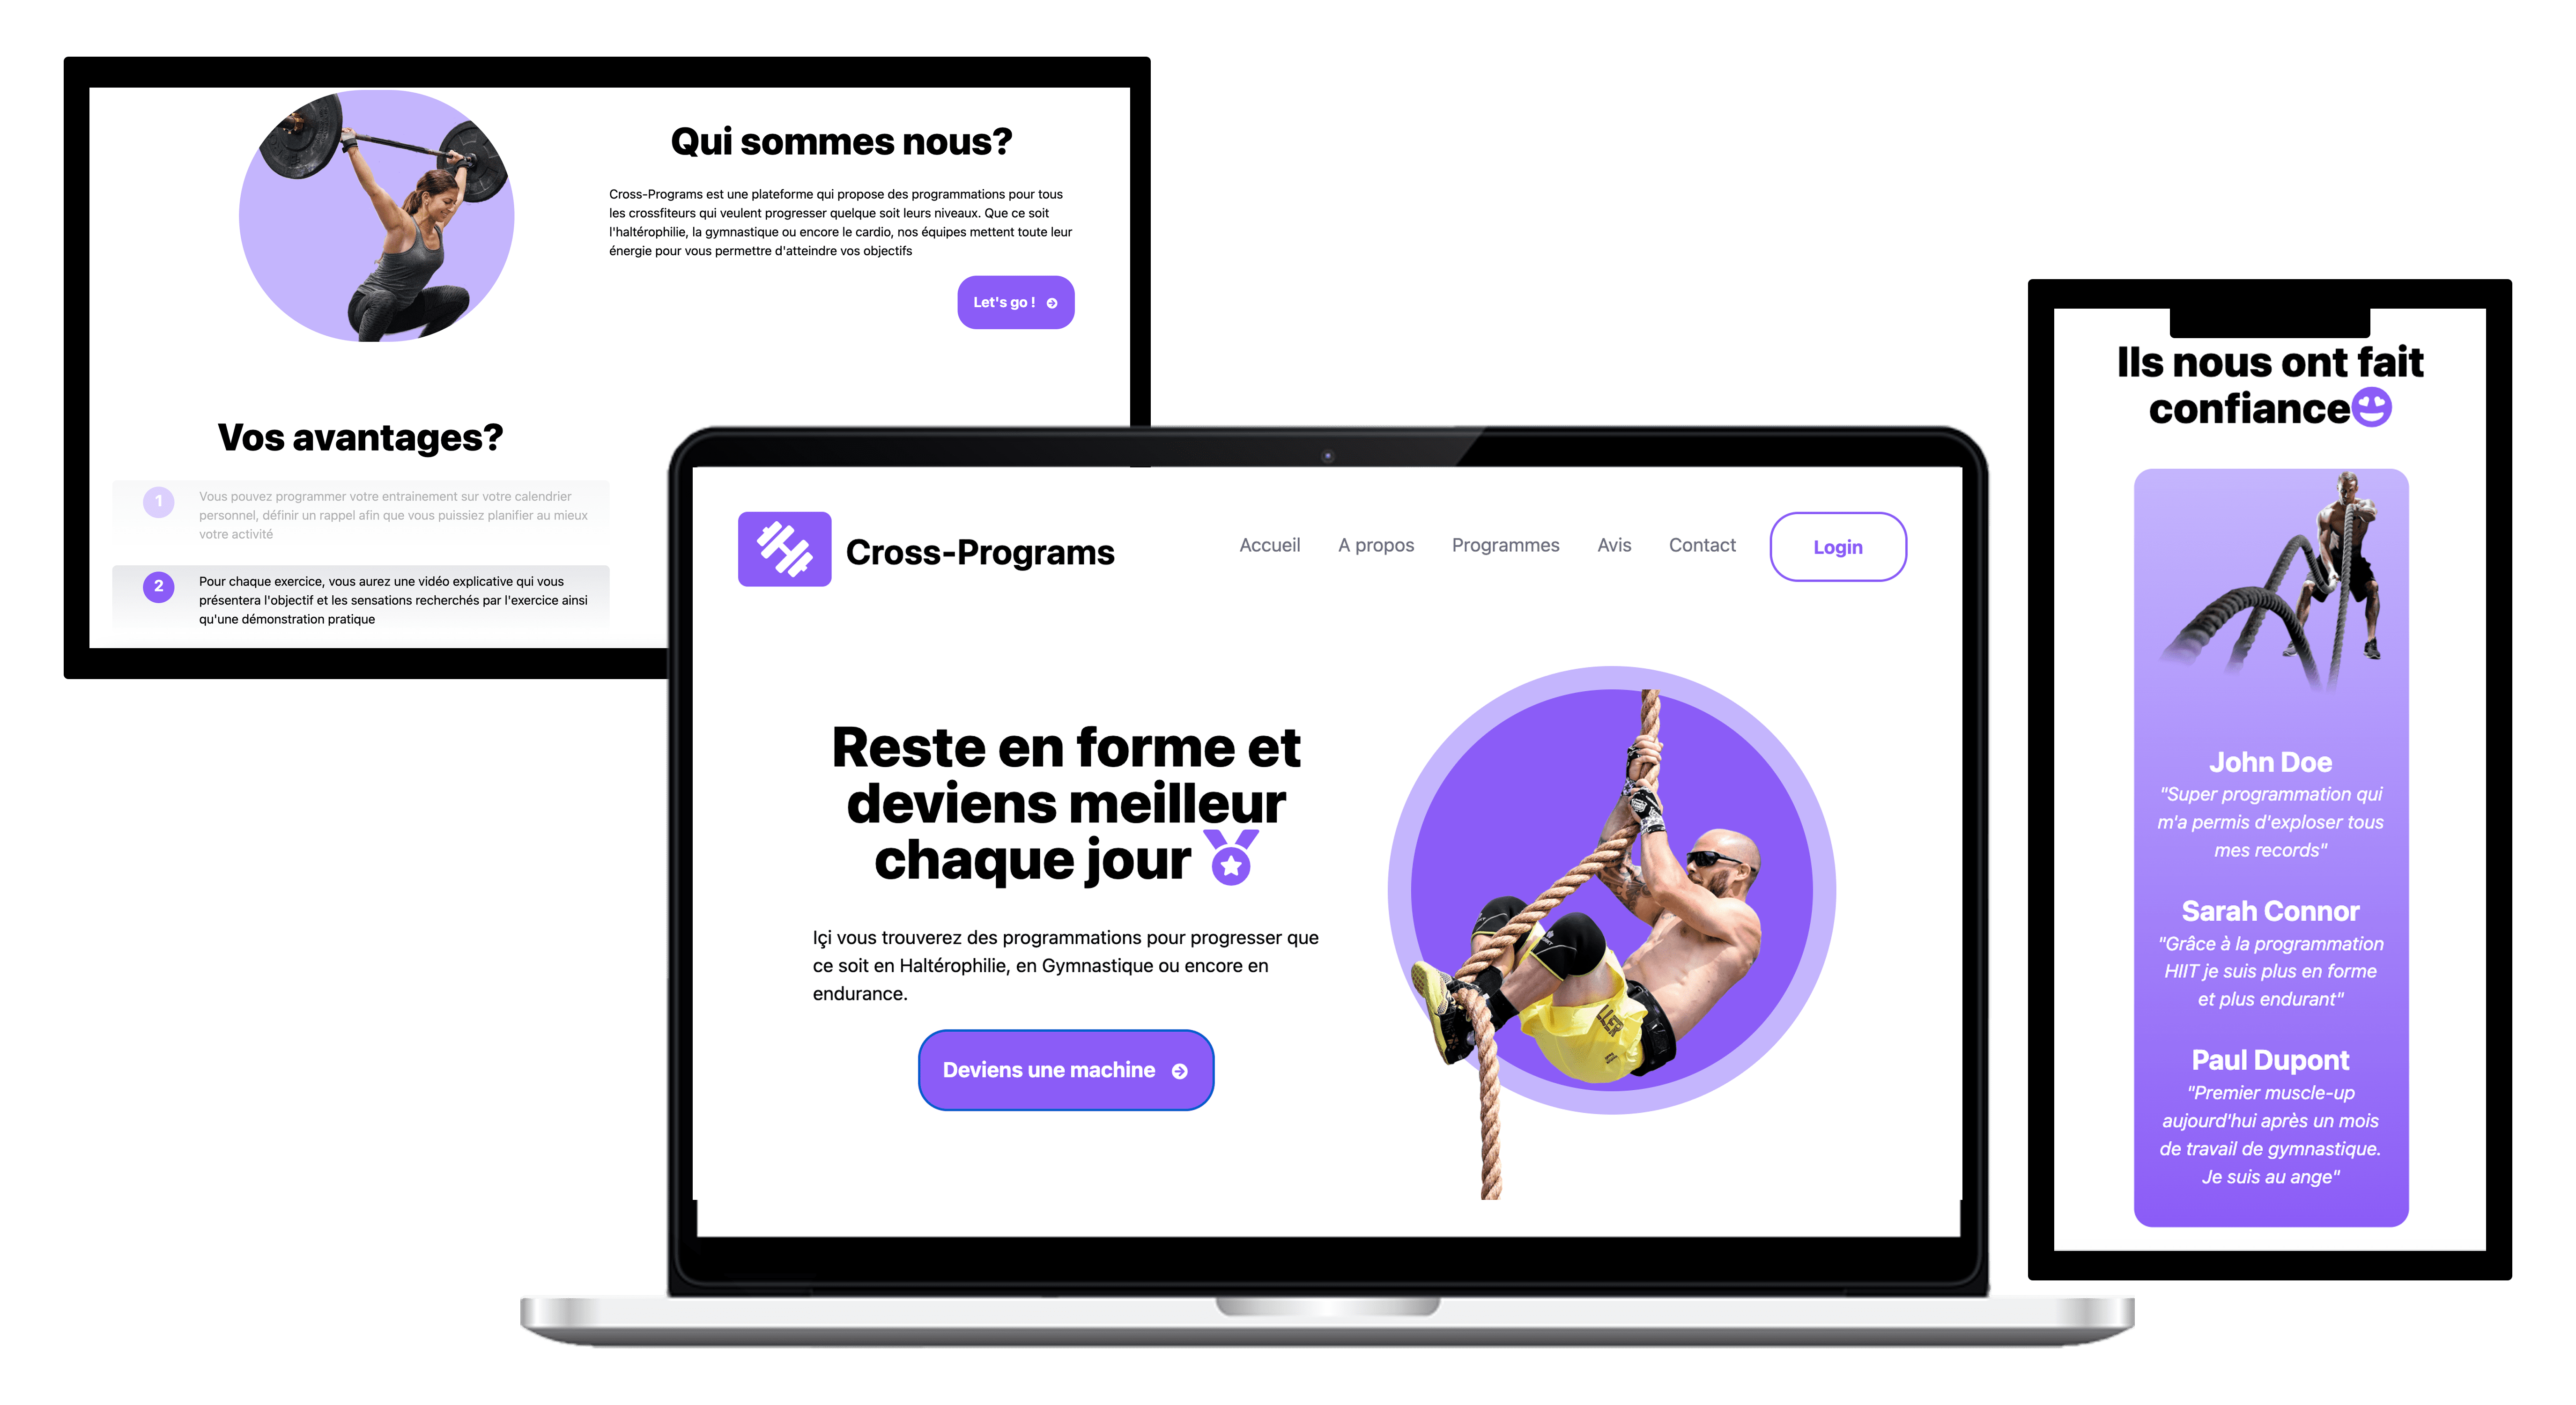 Qui sommes nous?
Cross-Programs est une plateforme qui propose des programmations pour tous
les crossfiteurs qui veulent progresser quelque soit leurs niveaux. Que ce soit
l'haltérophilie, la gymnastique ou encore le cardio, nos équipes mettent toute leur
énergie pour vous permettre d'atteindre vos objectifs
Let's go !
Vos avantages?
1
Vous pouvez programmer votre entrainement sur votre calendrier
personnel, définir un rappel afin que vous puissiez planifier au mieux
votre activité
2
Pour chaque exercice, vous aurez une vidéo explicative qui vous
présentera l'objectif et les sensations recherchés par l'exercice ainsi
qu'une démonstration pratique
Cross-Programs
Accueil
A propos
Programmes
Avis
Contact
Login
Reste en forme et
deviens meilleur
chaque jour
Içi vous trouverez des programmations pour progresser que
ce soit en Haltérophilie, en Gymnastique ou encore en
endurance.
Deviens une machine
Ils nous ont fait
confiance
John Doe
"Super programmation qui
m'a permis d'exploser tous
mes records"
Sarah Connor
"Grâce à la programmation
HIIT je suis plus en forme
et plus endurant"
Paul Dupont
"Premier muscle-up
aujourd'hui après un mois
de travail de gymnastique.
Je suis au ange"